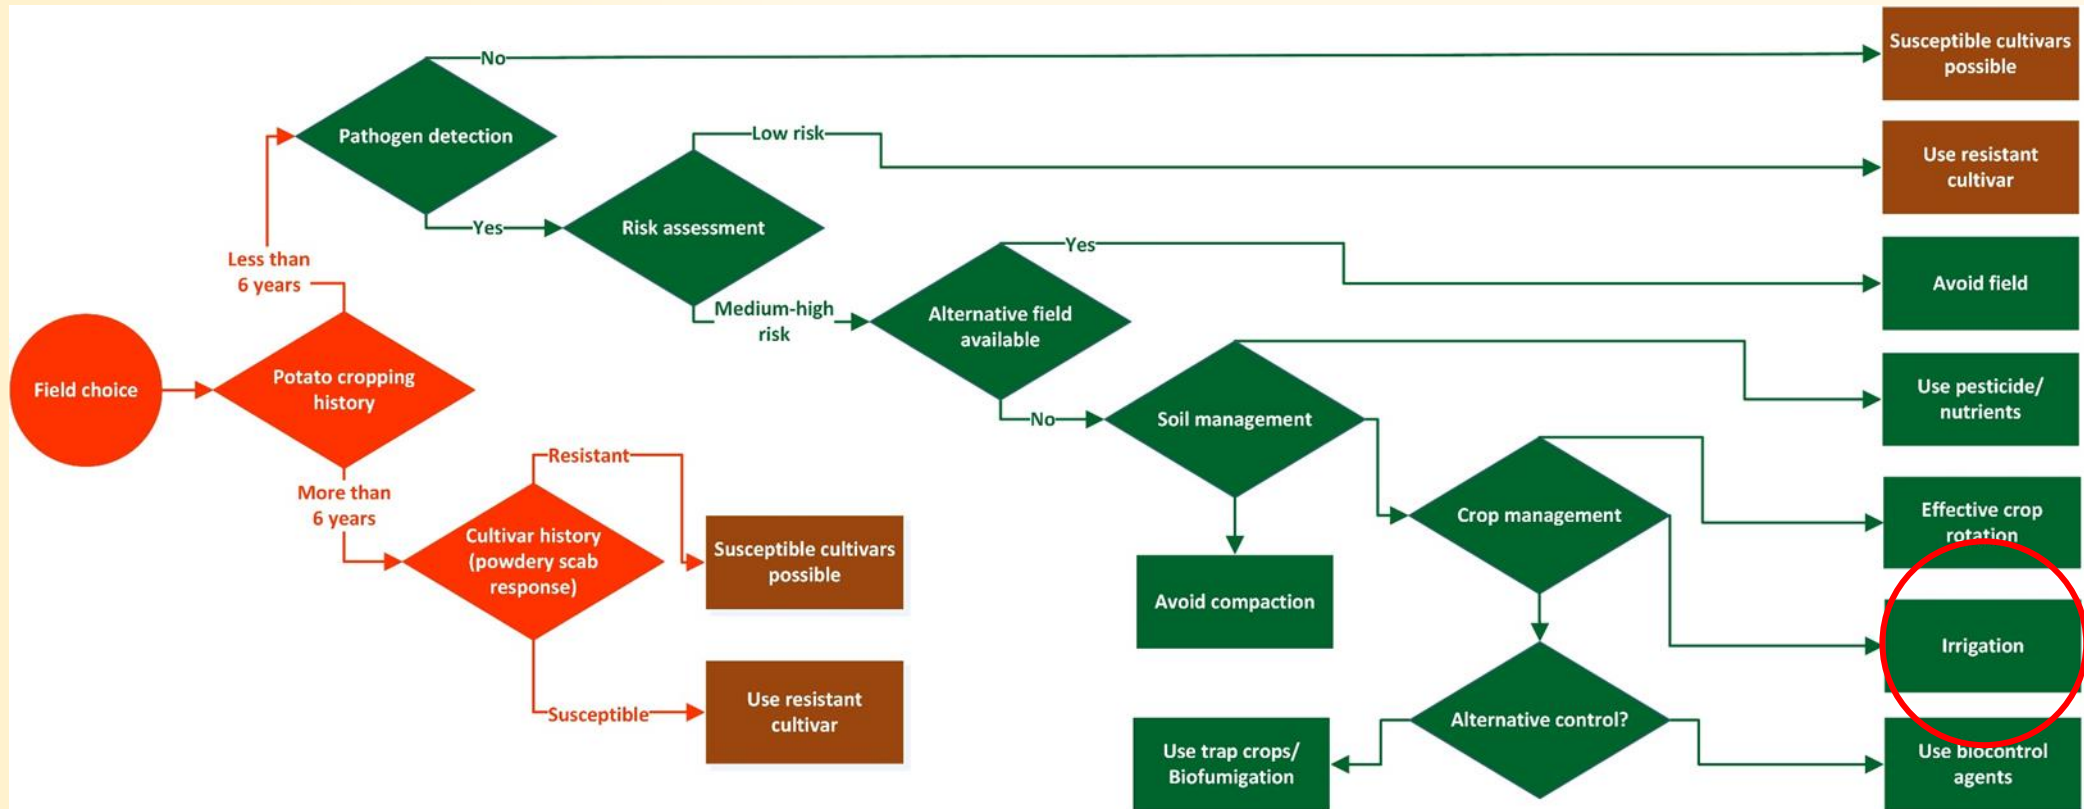 Field choice
Potato cropping
history
Less than
6 years
More than
6 years
Pathogen detection
No
Yes
Susceptible cultivars
possible
Risk assessment
Low risk
Medium-high
risk
Use resistant
cultivar
Alternative field
available
Yes
No
Avoid field
Soil management
Use pesticide/
nutrients
Avoid compaction
Crop management
Effective crop
rotation
Irrigation
Alternative control?
Use trap crops/
Biofumigation
Use biocontrol
agents
Cultivar history
(powdery scab
response)
Resistant
Susceptible cultivars
possible
Susceptible
Use resistant
cultivar